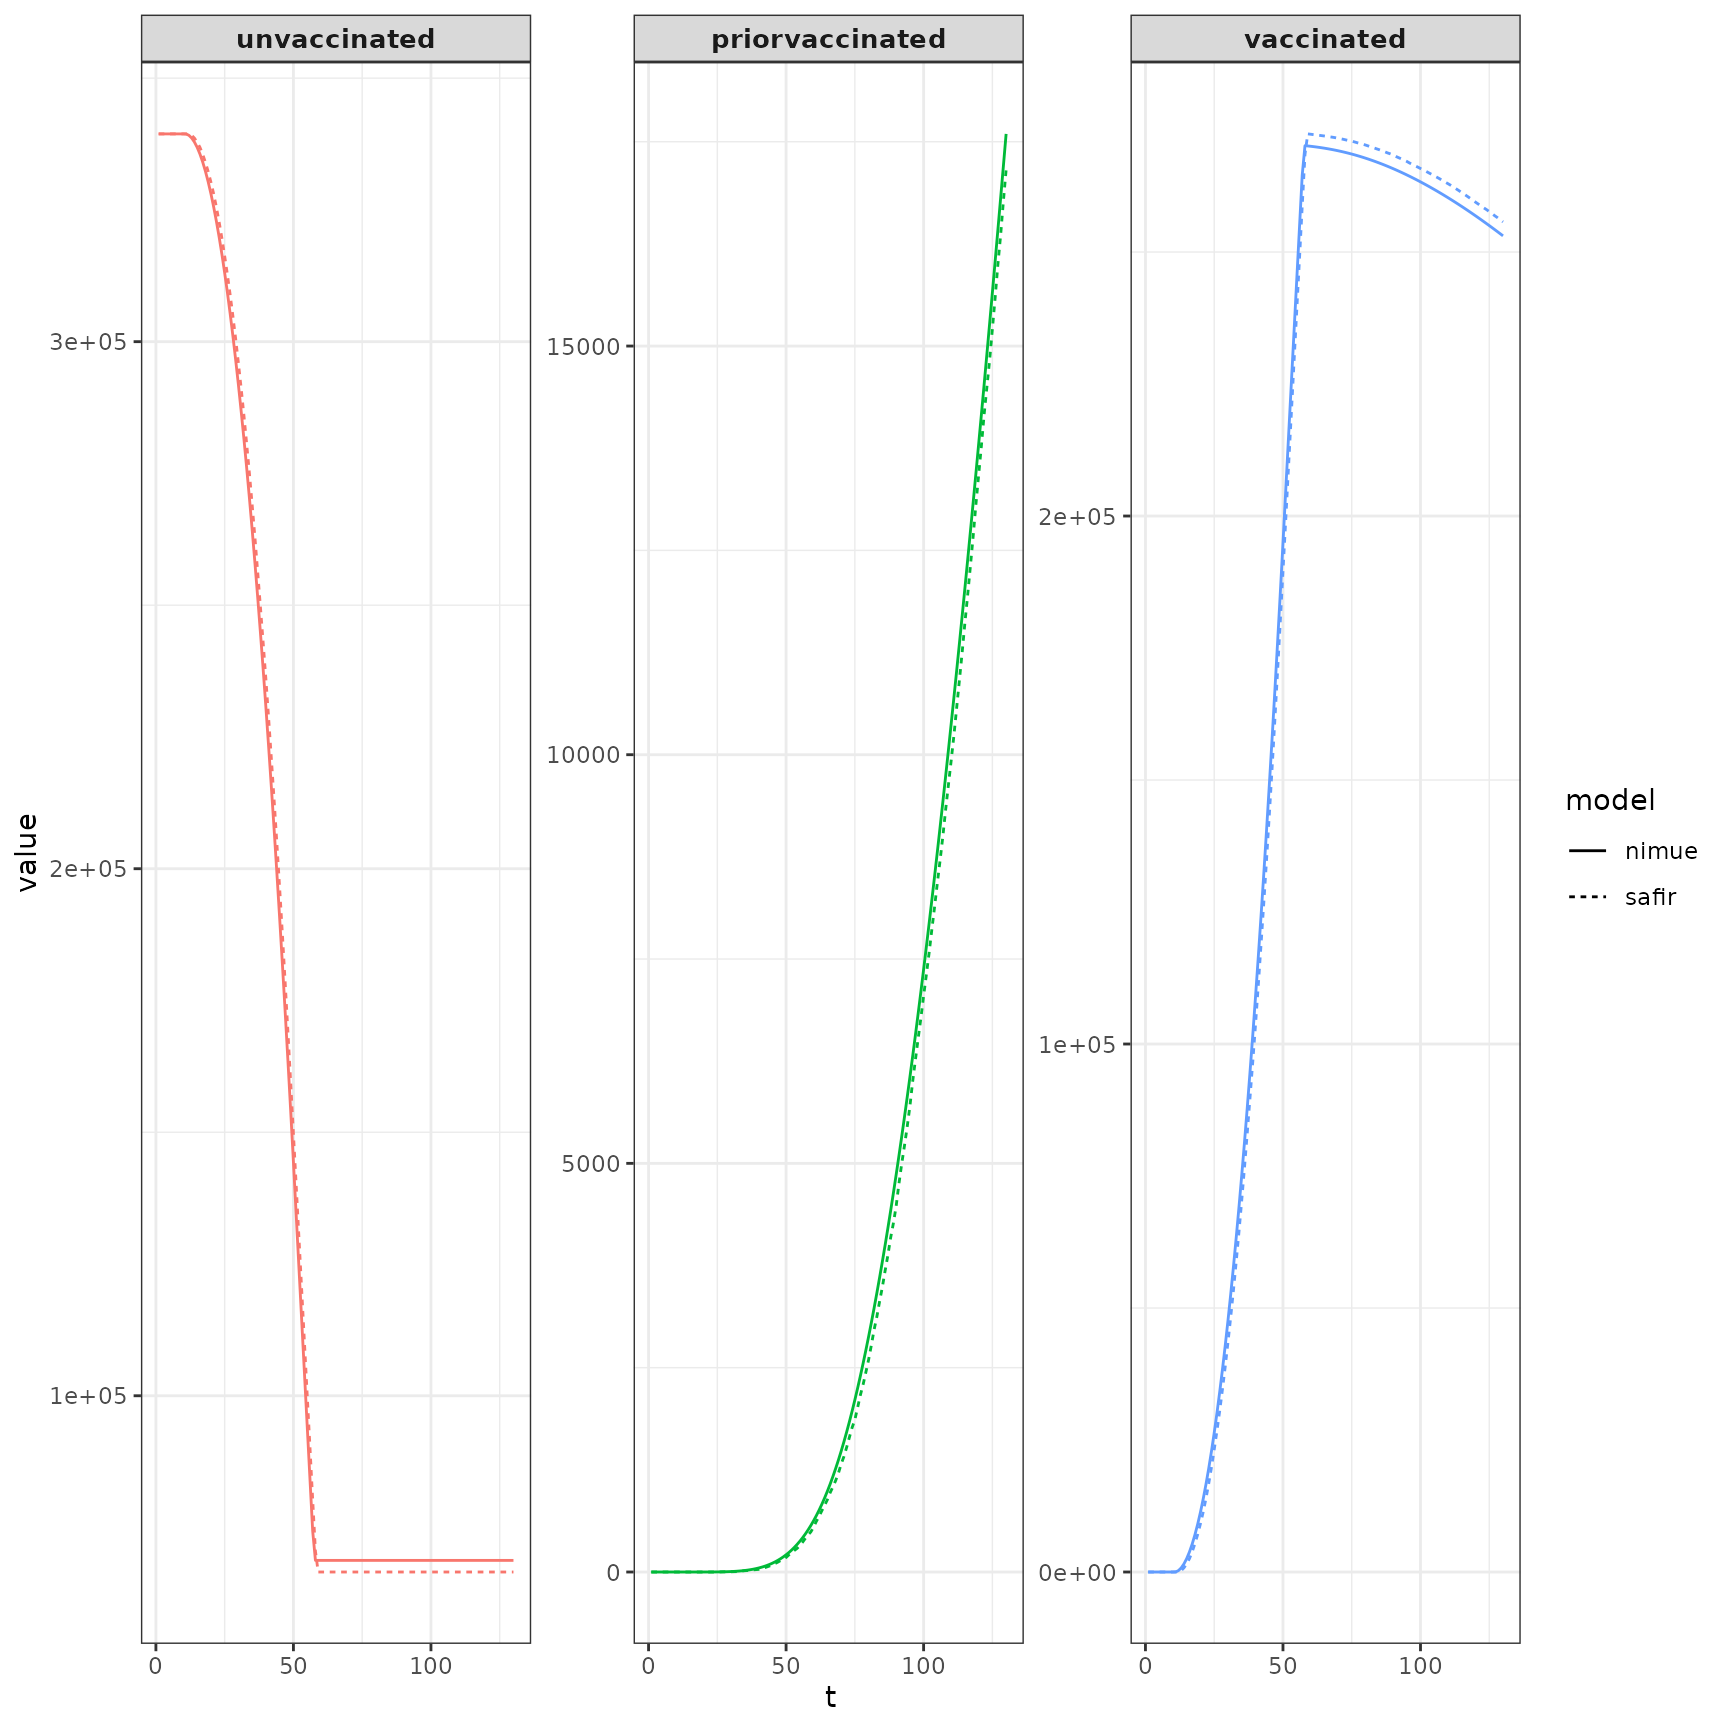 unvaccinated priorvaccinated vaccinated
3e+05
2e+05
1e+05
15000
10000
5000
0
2e+05
1e+05
0e+00
0 50 100 0 50 100 0 50 100
value
t
model
nimue
safir